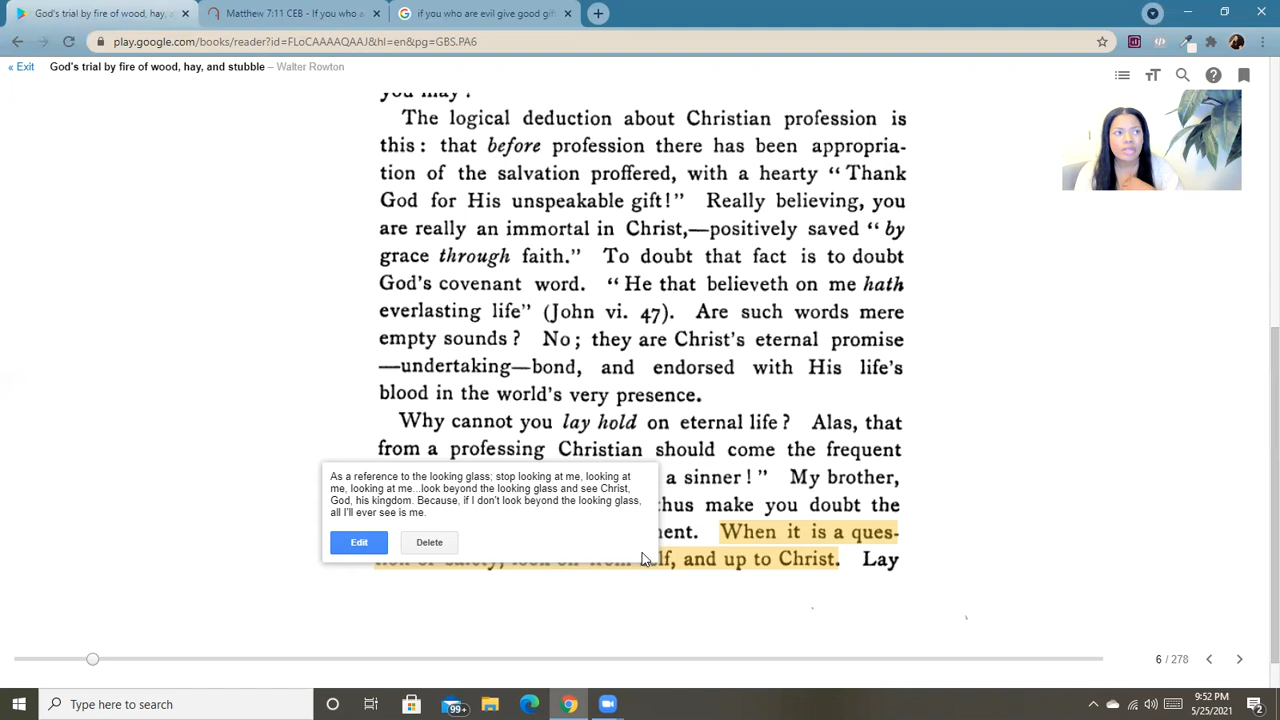 God's trial by fire of wood, hay,
Matthew 7:11 CEB - If you who a
if you who are evil give good gif
play.google.com/books/reader?id=FLoCAAAAQAAJ&hl=en&pg=GBS.PA6
« Exit God's trial by fire of wood, hay, and stubble – Walter Rowton
you may?
The logical deduction about Christian profession is
this: that before profession there has been appropria-
tion of the salvation proffered, with a hearty “Thank
God for His unspeakable gift!” Really believing, you
are really an immortal in Christ,—positively saved “by
grace through faith.” To doubt that fact is to doubt
God's covenant word. “He that believeth on me hath
everlasting life” (John vi. 47). Are such words mere
empty sounds? No; they are Christ's eternal promise
—undertaking—bond, and endorsed with His life's
blood in the world's very presence.
Why cannot you lay hold on eternal life? Alas, that
from a professing Christian should come the frequent
a sinner!” My brother,
thus make you doubt the
ment. When it is a ques-
lf, and up to Christ. Lay
As a reference to the looking glass; stop looking at me, looking at
me, looking at me...look beyond the looking glass and see Christ,
God, his kingdom. Because, if I don't look beyond the looking glass,
all I'll ever see is me.
Edit Delete
6 / 278
Type here to search
99+
9:52 PM
5/25/2021
2